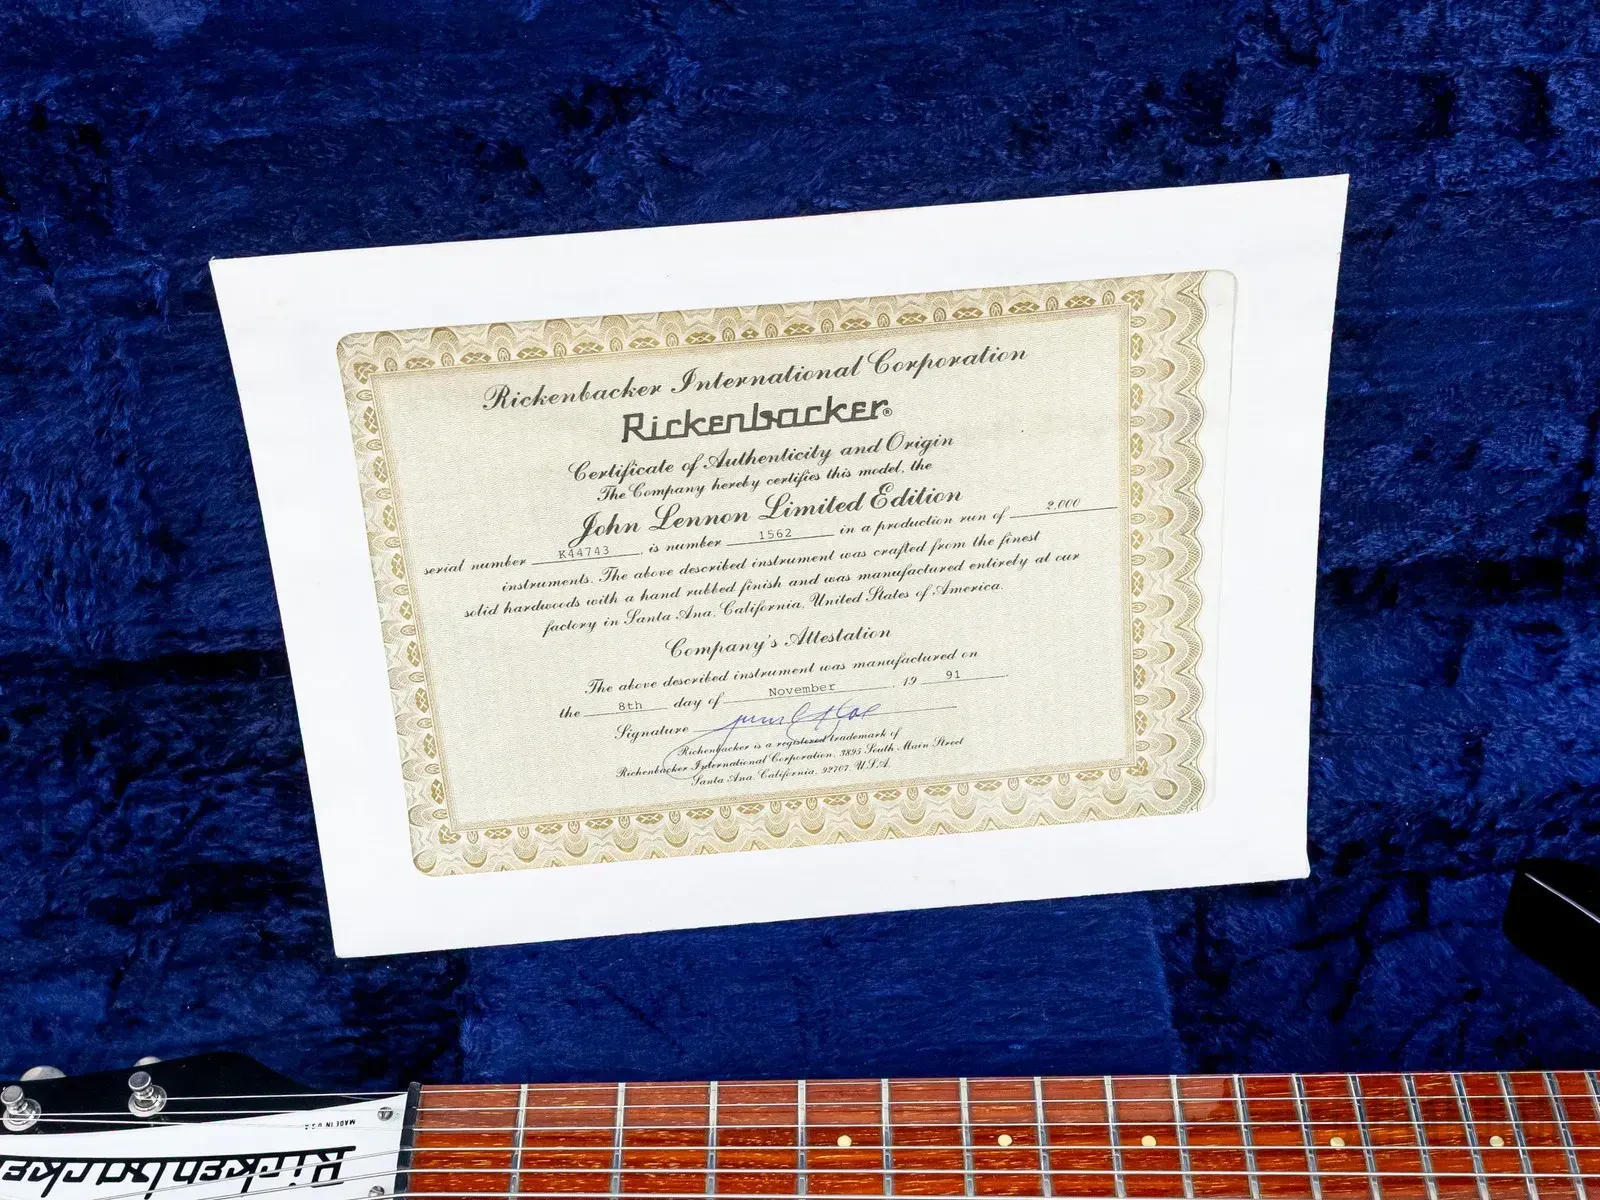 Rickenbacker International Corporation
Rickenbacker®
Certificate of Authenticity and Origin
The Company hereby certifies this model, the
John Lennon Limited Edition
serial number K44743, is number 1562 in a production run of 2,000
instruments. The above described instrument was crafted from the finest
solid hardwoods with a hand rubbed finish and was manufactured entirely at our
factory in Santa Ana, California, United States of America.
Company's Attestation
The above described instrument was manufactured on
the 8th day of November, 19 91.
Signature
Rickenbacker is a registered trademark of
Rickenbacker International Corporation, 3895 South Main Street
Santa Ana, California, 92707, U.S.A.
MADE IN U.S.A.
Rickenbacker